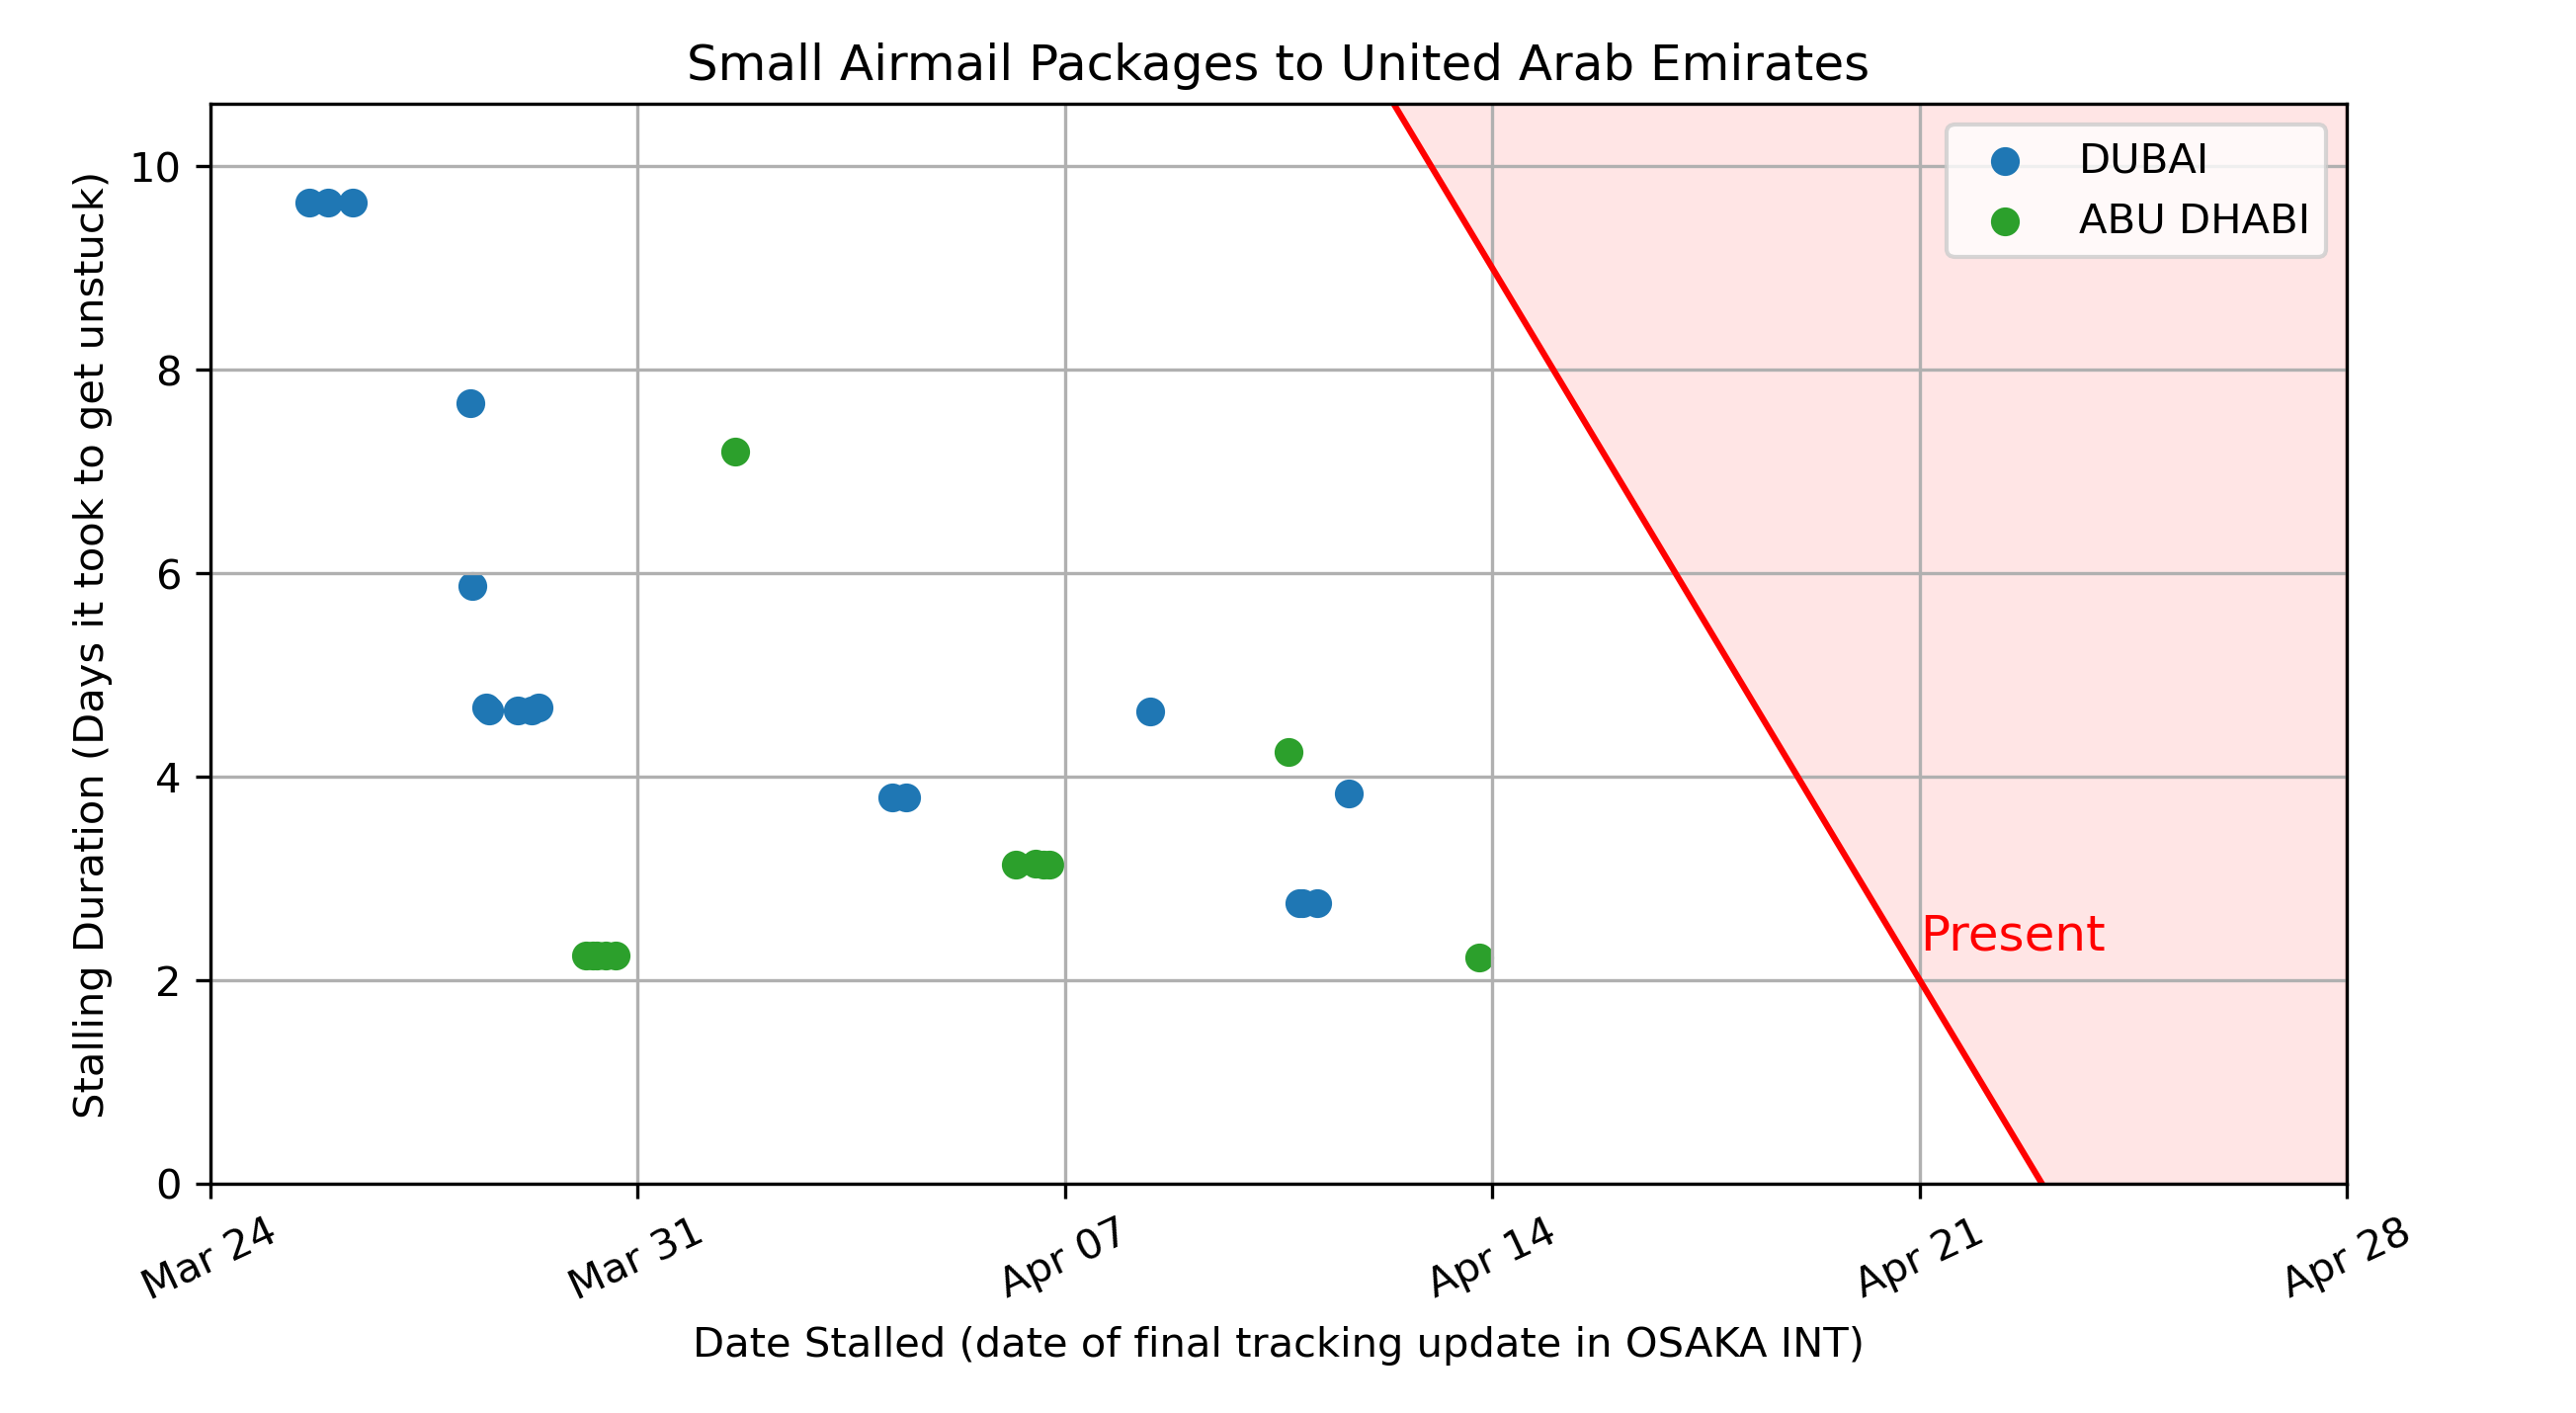 Small Airmail Packages to United Arab Emirates
Stalling Duration (Days it took to get unstuck)
10
8
6
4
2
0
DUBAI
ABU DHABI
Present
Mar 24
Mar 31
Apr 07
Apr 14
Apr 21
Apr 28
Date Stalled (date of final tracking update in OSAKA INT)